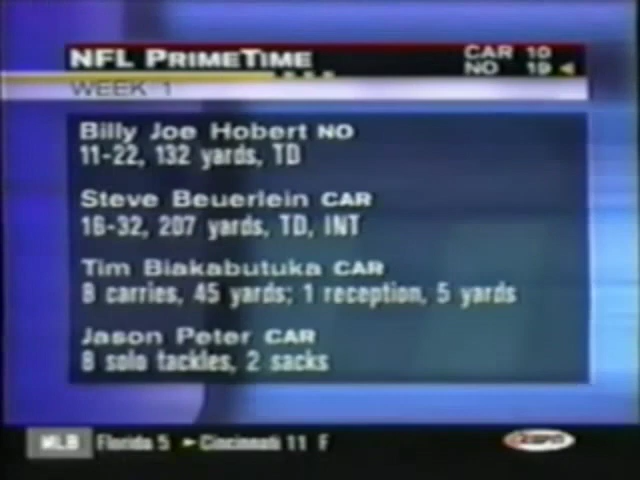 NFL PRIMETIME
CAR 10
NO 19
WEEK 1
Billy Joe Hobert NO
11-22, 132 yards, TD
Steve Beuerlein CAR
16-32, 207 yards, TD, INT
Tim Biakabutuka CAR
8 carries, 45 yards; 1 reception, 5 yards
Jason Peter CAR
8 solo tackles, 2 sacks
MLB Florida 5 Cincinnati 11 F
ESPN